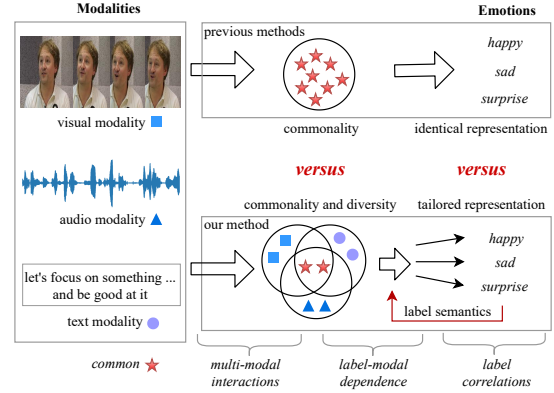 Modalities
Emotions
previous methods
happy
sad
surprise
visual modality
commonality
identical representation
versus
versus
audio modality
commonality and diversity
tailored representation
our method
happy
sad
surprise
let's focus on something ...
and be good at it
label semantics
text modality
common
multi-modal
interactions
label-modal
dependence
label
correlations